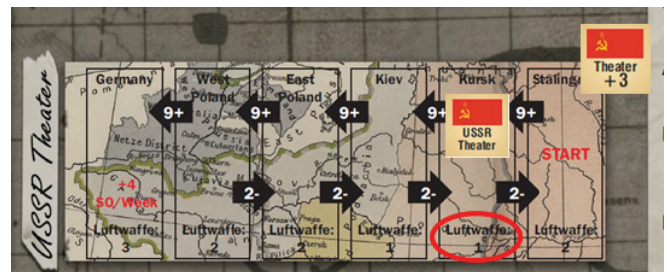 USSR Theater
Germany
West
Poland
East
Poland
Kiev
Kursk
Stalingr
Theater
+3
USSR
Theater
9+
9+
9+
9+
9+
START
Netze District
+4
SO/Week
2-
2-
2-
2-
Luftwaffe:
3
Luftwaffe:
2
Luftwaffe:
2
Luftwaffe:
1
Luftwaffe:
1
Luftwaffe:
2